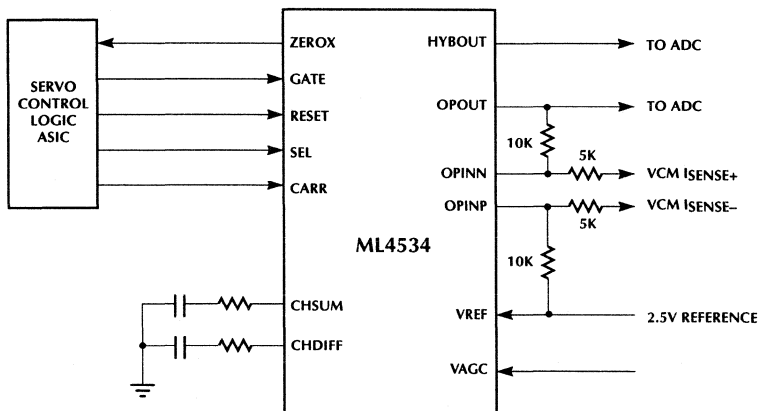 SERVO
CONTROL
LOGIC
ASIC
ZEROX
GATE
RESET
SEL
CARR
CHSUM
CHDIFF
ML4534
HYBOUT
OPOUT
OPINN
OPINP
VREF
VAGC
10K
5K
5K
10K
TO ADC
TO ADC
VCM ISENSE+
VCM ISENSE–
2.5V REFERENCE